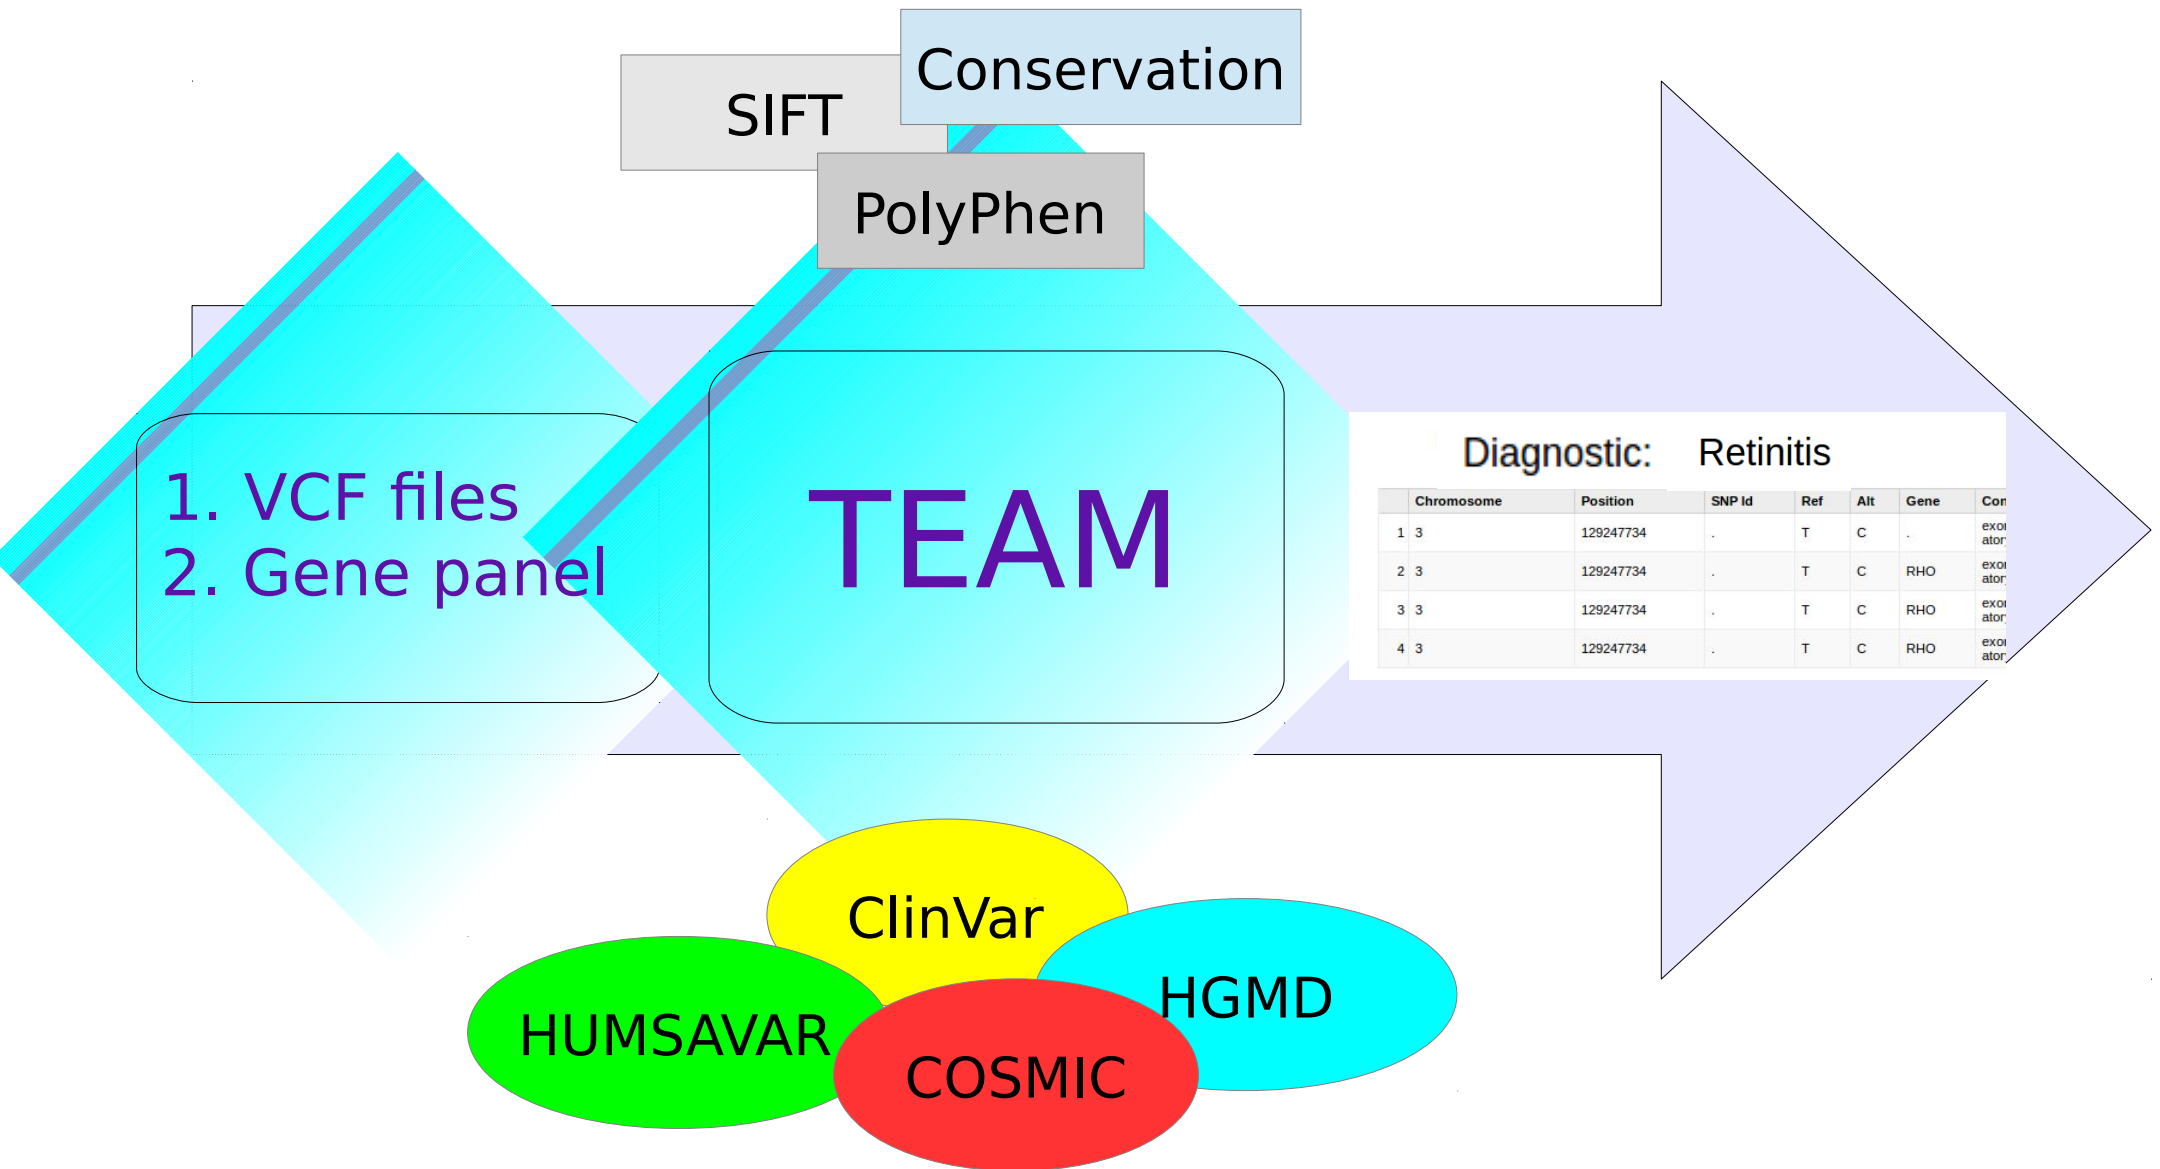 Conservation
SIFT
PolyPhen
1. VCF files
2. Gene panel
TEAM
Diagnostic: Retinitis
Chromosome Position SNP Id Ref Alt Gene
1 3 129247734 . T C .
2 3 129247734 . T C RHO
3 3 129247734 . T C RHO
4 3 129247734 . T C RHO
ClinVar
HGMD
HUMSAVAR
COSMIC